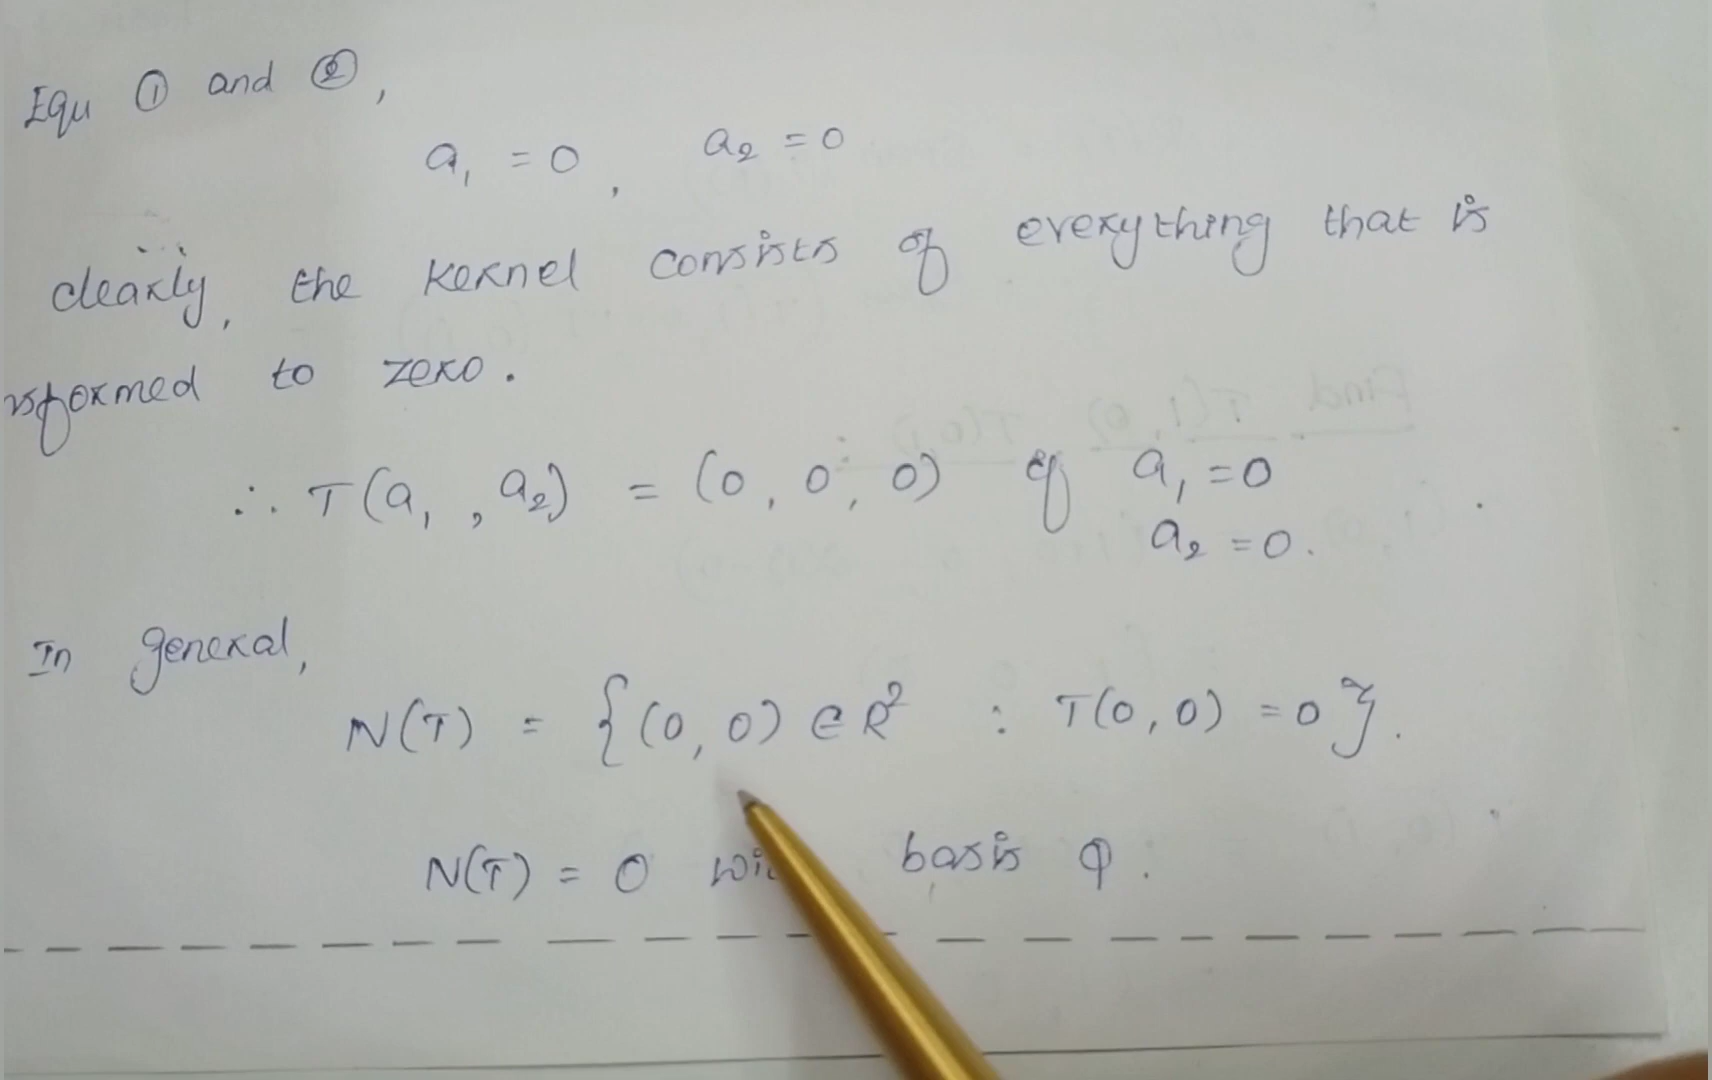 Equ ① and ②,
a₁ = 0, a₂ = 0
clearly, the kernel consists of everything that is
nsformed to zero.
∴ T(a₁, a₂) = (0, 0, 0) if a₁ = 0
a₂ = 0.
In general,
N(T) = {(0, 0) ∈ R² : T(0, 0) = 0}.
N(T) = 0 basis φ.